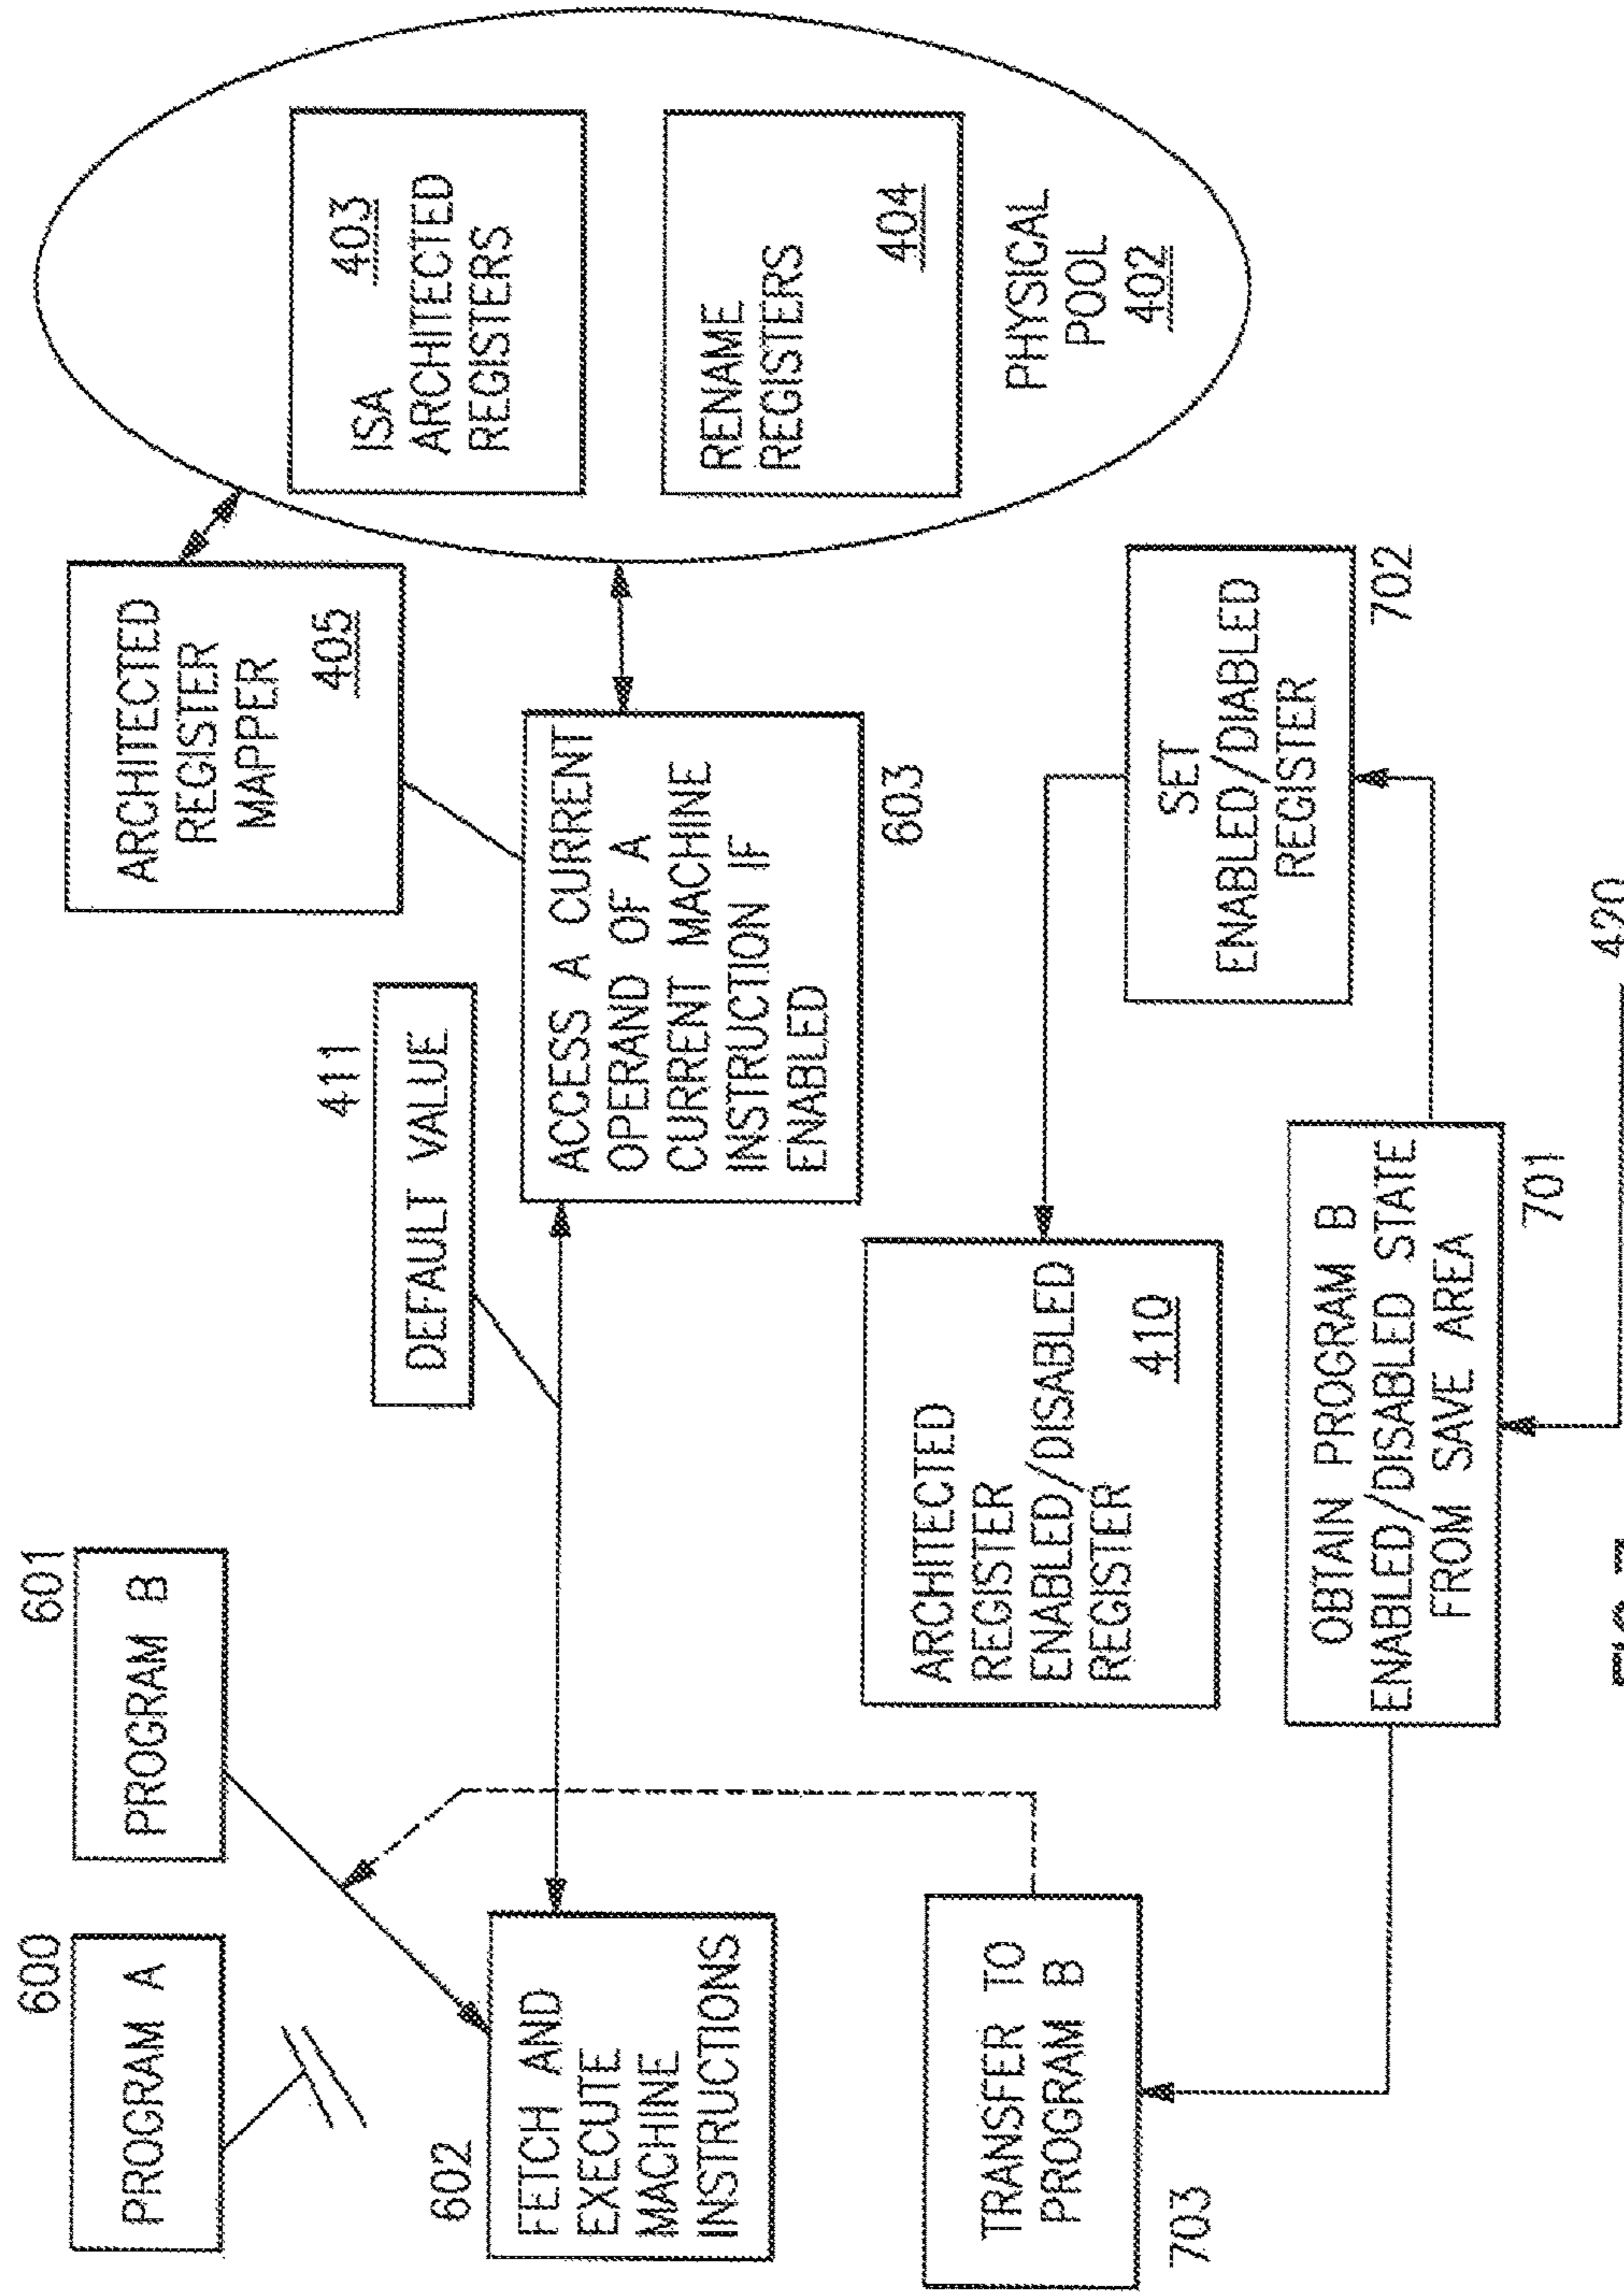 600
PROGRAM A
601
PROGRAM B
602
FETCH AND
EXECUTE
MACHINE
INSTRUCTIONS
411
DEFAULT VALUE
ARCHITECTED
REGISTER
MAPPER
405
ACCESS A CURRENT
OPERAND OF A
CURRENT MACHINE
INSTRUCTION IF
ENABLED
603
403
ISA
ARCHITECTED
REGISTERS
RENAME
REGISTERS
404
PHYSICAL
POOL
402
ARCHITECTED
REGISTER
ENABLED/DISABLED
REGISTER
410
SET
ENABLED/DIABLED
REGISTER
702
TRANSFER TO
PROGRAM B
703
OBTAIN PROGRAM B
ENABLED/DISABLED STATE
FROM SAVE AREA
701
420